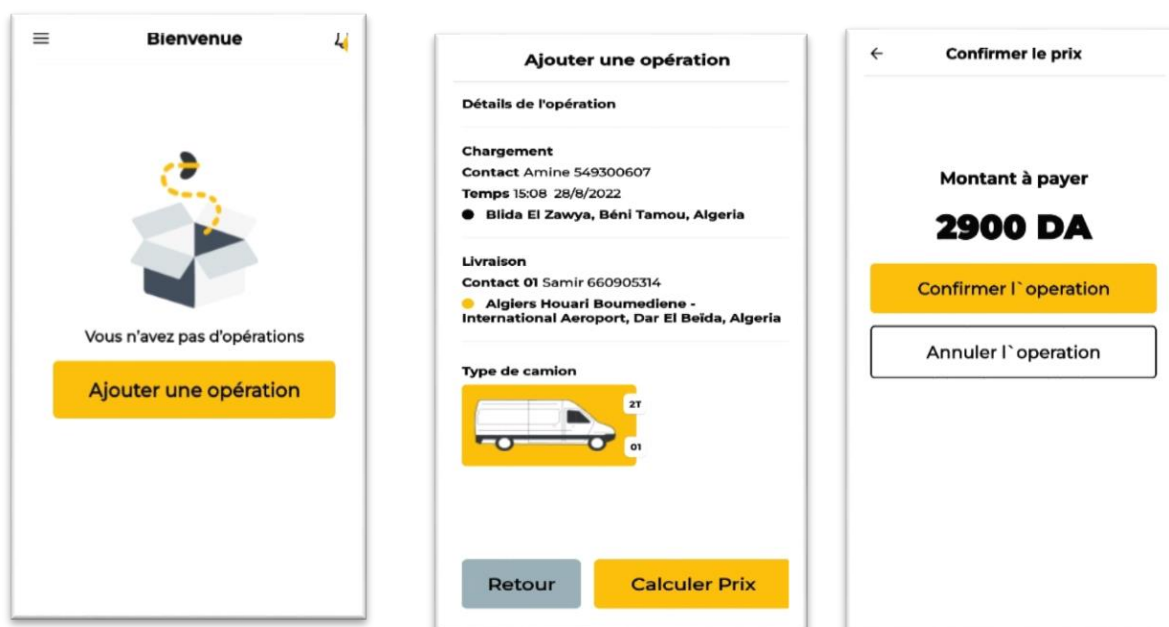 Bienvenue
Vous n'avez pas d'opérations
Ajouter une opération
Ajouter une opération
Détails de l'opération
Chargement
Contact Amine 549300607
Temps 15:08 28/8/2022
Blida El Zawya, Béni Tamou, Algeria
Livraison
Contact 01 Samir 660905314
Algiers Houari Boumediene -
International Aeroport, Dar El Beïda, Algeria
Type de camion
2T
01
Retour
Calculer Prix
Confirmer le prix
Montant à payer
2900 DA
Confirmer l`operation
Annuler l`operation